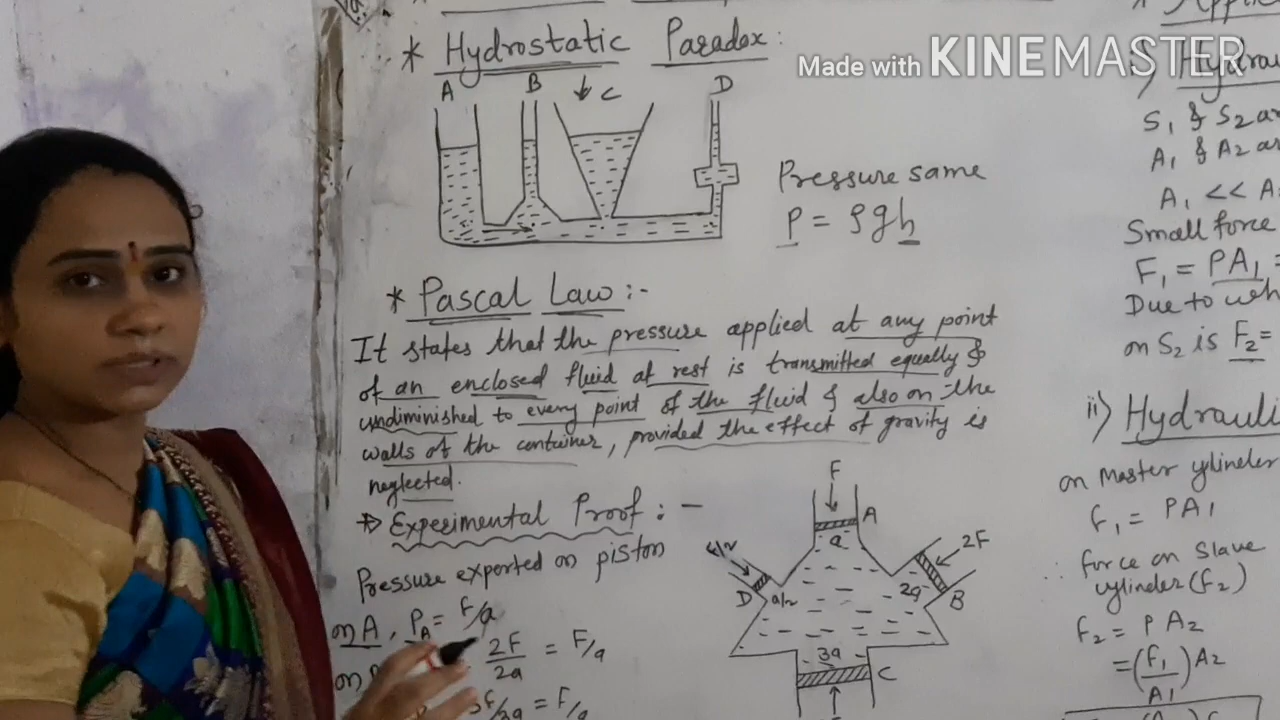 * Hydrostatic Paradox:
Made with KINEMASTER
A B C D
Pressure same
P = ρgh
* Pascal Law :-
It states that the pressure applied at any point
of an enclosed fluid at rest is transmitted equally &
undiminished to every point of the fluid & also on the
walls of the container, provided the effect of gravity is
neglected.
Experimental Proof : -
Pressure exported on piston
on A, P_A = F/a
on
2F/2a = F/a
3F/3a = F/a
F
A
a
2F
2a
B
D
a/2
3a
C
i) Hydrau
S₁ & S₂ a
A₁ & A₂ a
A₁ << A
Small force
F₁ = PA₁ =
Due to wh
on S₂ is F₂ =
ii) Hydrauli
on Master ylinder
F₁ = PA₁
∴ force on Slave
cylinder (F₂)
F₂ = P A₂
= (F₁/A₁) A₂